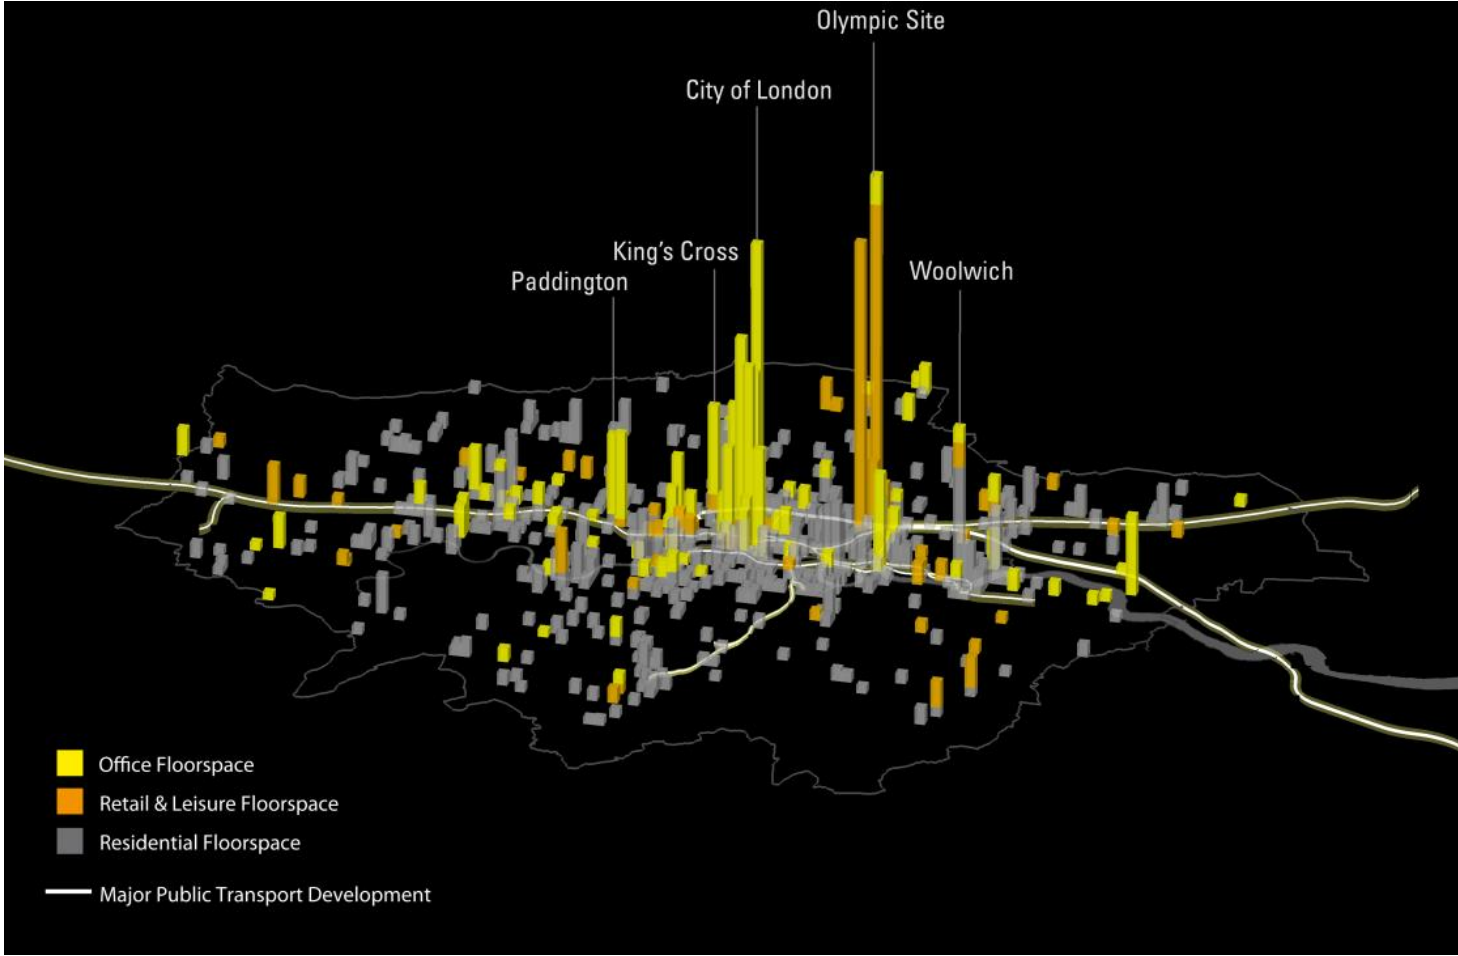 Olympic Site
City of London
King's Cross
Paddington
Woolwich
Office Floorspace
Retail & Leisure Floorspace
Residential Floorspace
Major Public Transport Development